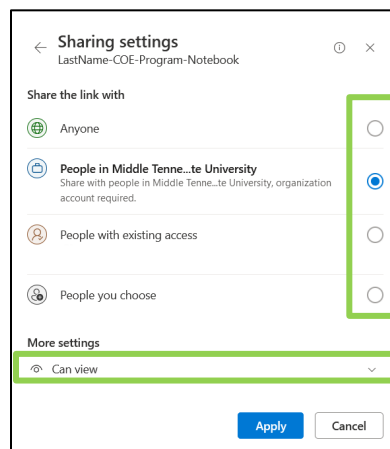 Sharing settings
LastName-COE-Program-Notebook
Share the link with
Anyone
People in Middle Tenne...te University
Share with people in Middle Tenne...te University, organization
account required.
People with existing access
People you choose
More settings
Can view
Apply
Cancel